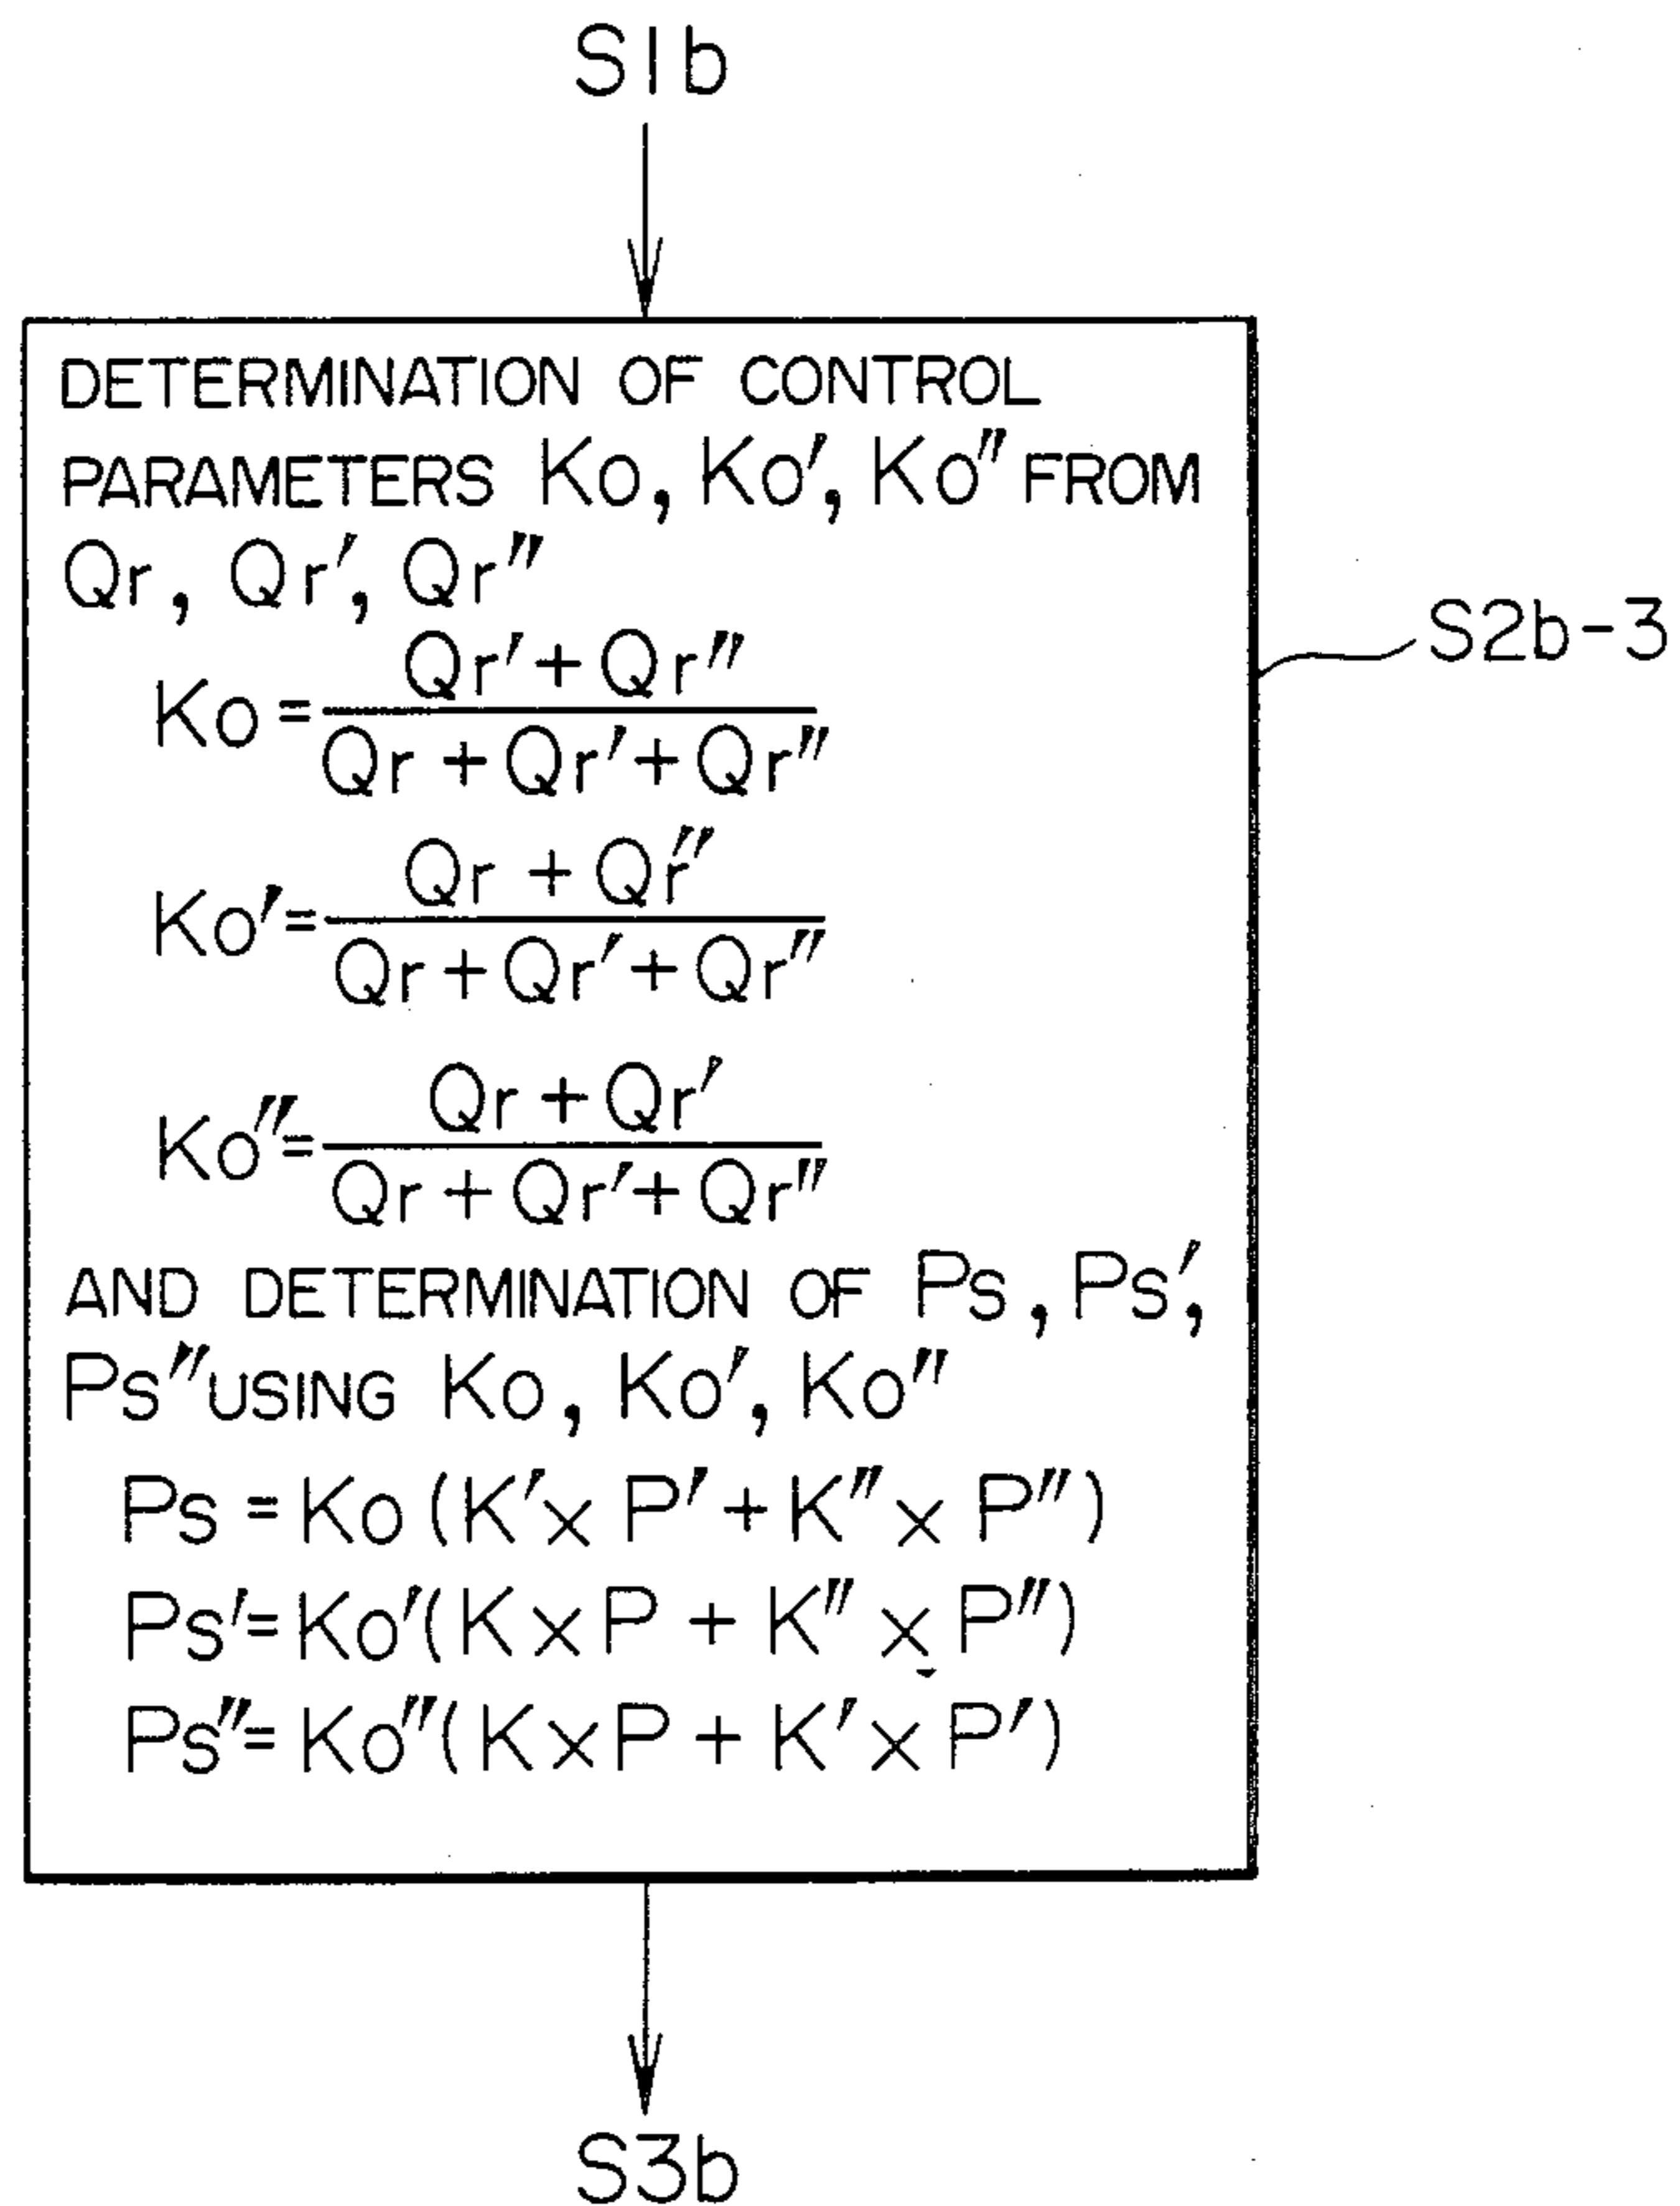 S1b
DETERMINATION OF CONTROL
PARAMETERS Ko, Ko′, Ko″ FROM
Qr, Qr′, Qr″
Ko = (Qr′ + Qr″) / (Qr + Qr′ + Qr″)
Ko′ = (Qr + Qr″) / (Qr + Qr′ + Qr″)
Ko″ = (Qr + Qr′) / (Qr + Qr′ + Qr″)
AND DETERMINATION OF Ps, Ps′,
Ps″ USING Ko, Ko′, Ko″
Ps = Ko (K′ × P′ + K″ × P″)
Ps′ = Ko′ (K × P + K″ × P″)
Ps″ = Ko″ (K × P + K′ × P′)
S2b-3
S3b